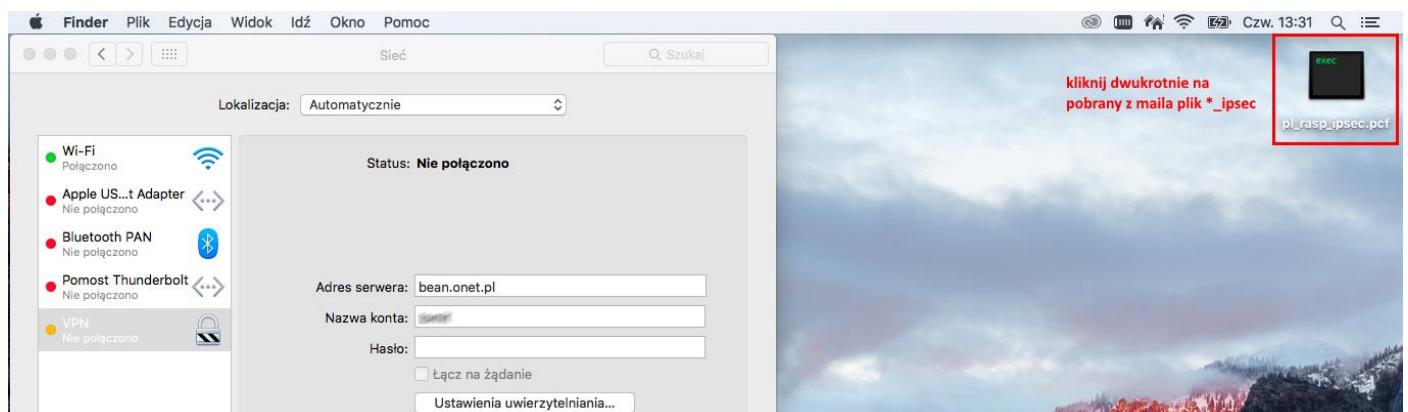 Finder Plik Edycja Widok Idź Okno Pomoc
Czw. 13:31
Sieć
Szukaj
kliknij dwukrotnie na
pobrany z maila plik *_ipsec
exec
pl_rasp_ipsec.pcf
Lokalizacja: Automatycznie
Wi-Fi
Połączono
Apple US...t Adapter
Nie połączono
Bluetooth PAN
Nie połączono
Pomost Thunderbolt
Nie połączono
VPN
Nie połączono
Status: Nie połączono
Adres serwera: bean.onet.pl
Nazwa konta:
Hasło:
Łącz na żądanie
Ustawienia uwierzytelniania...